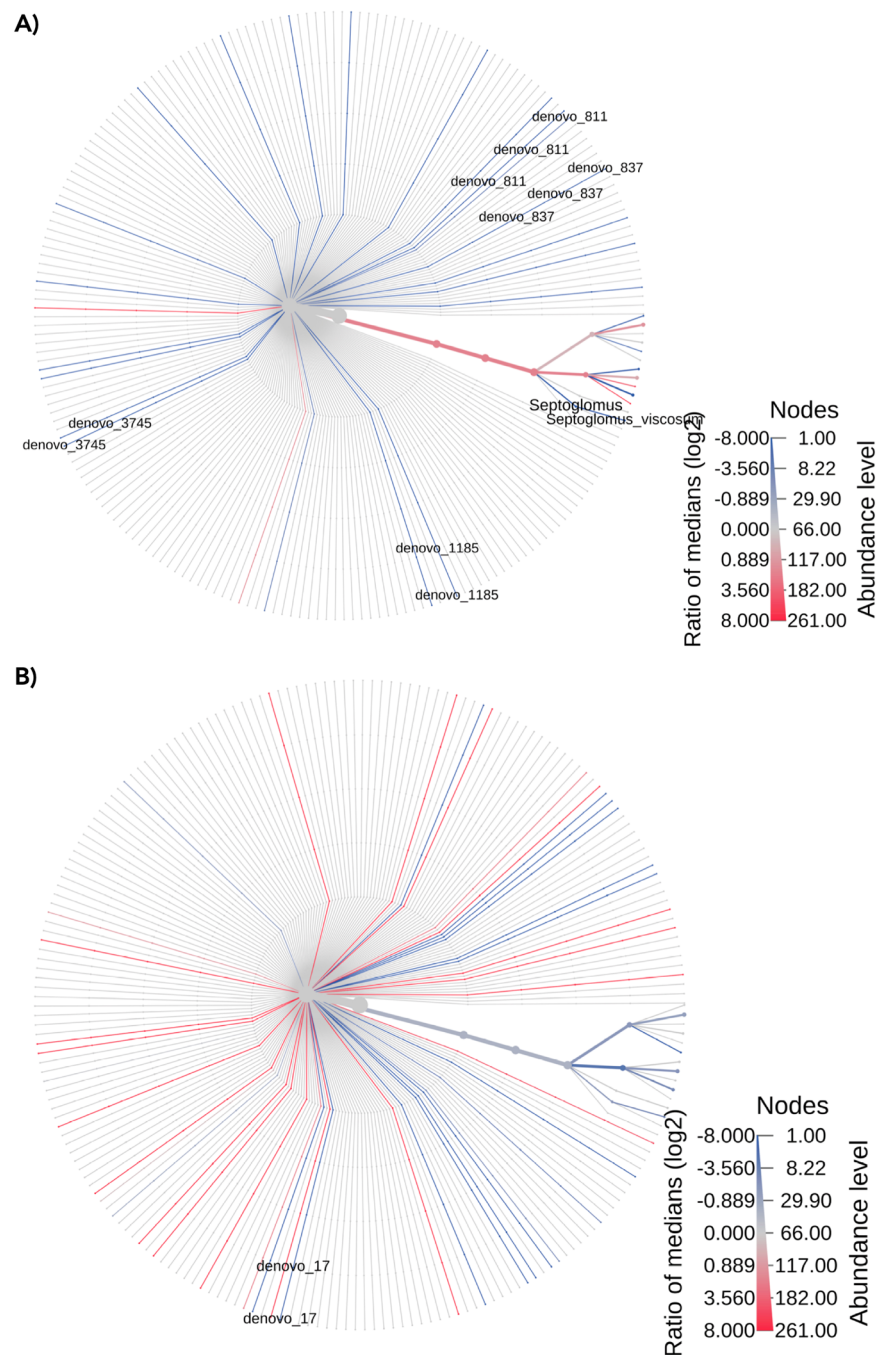 A)
denovo_811
denovo_811
denovo_837
denovo_811
denovo_837
denovo_837
Septoglomus
Septoglomus_viscosum
denovo_3745
denovo_3745
denovo_1185
denovo_1185
Nodes
Ratio of medians (log2)
Abundance level
-8.000 1.00
-3.560 8.22
-0.889 29.90
0.000 66.00
0.889 117.00
3.560 182.00
8.000 261.00
B)
denovo_17
denovo_17
Nodes
Ratio of medians (log2)
Abundance level
-8.000 1.00
-3.560 8.22
-0.889 29.90
0.000 66.00
0.889 117.00
3.560 182.00
8.000 261.00